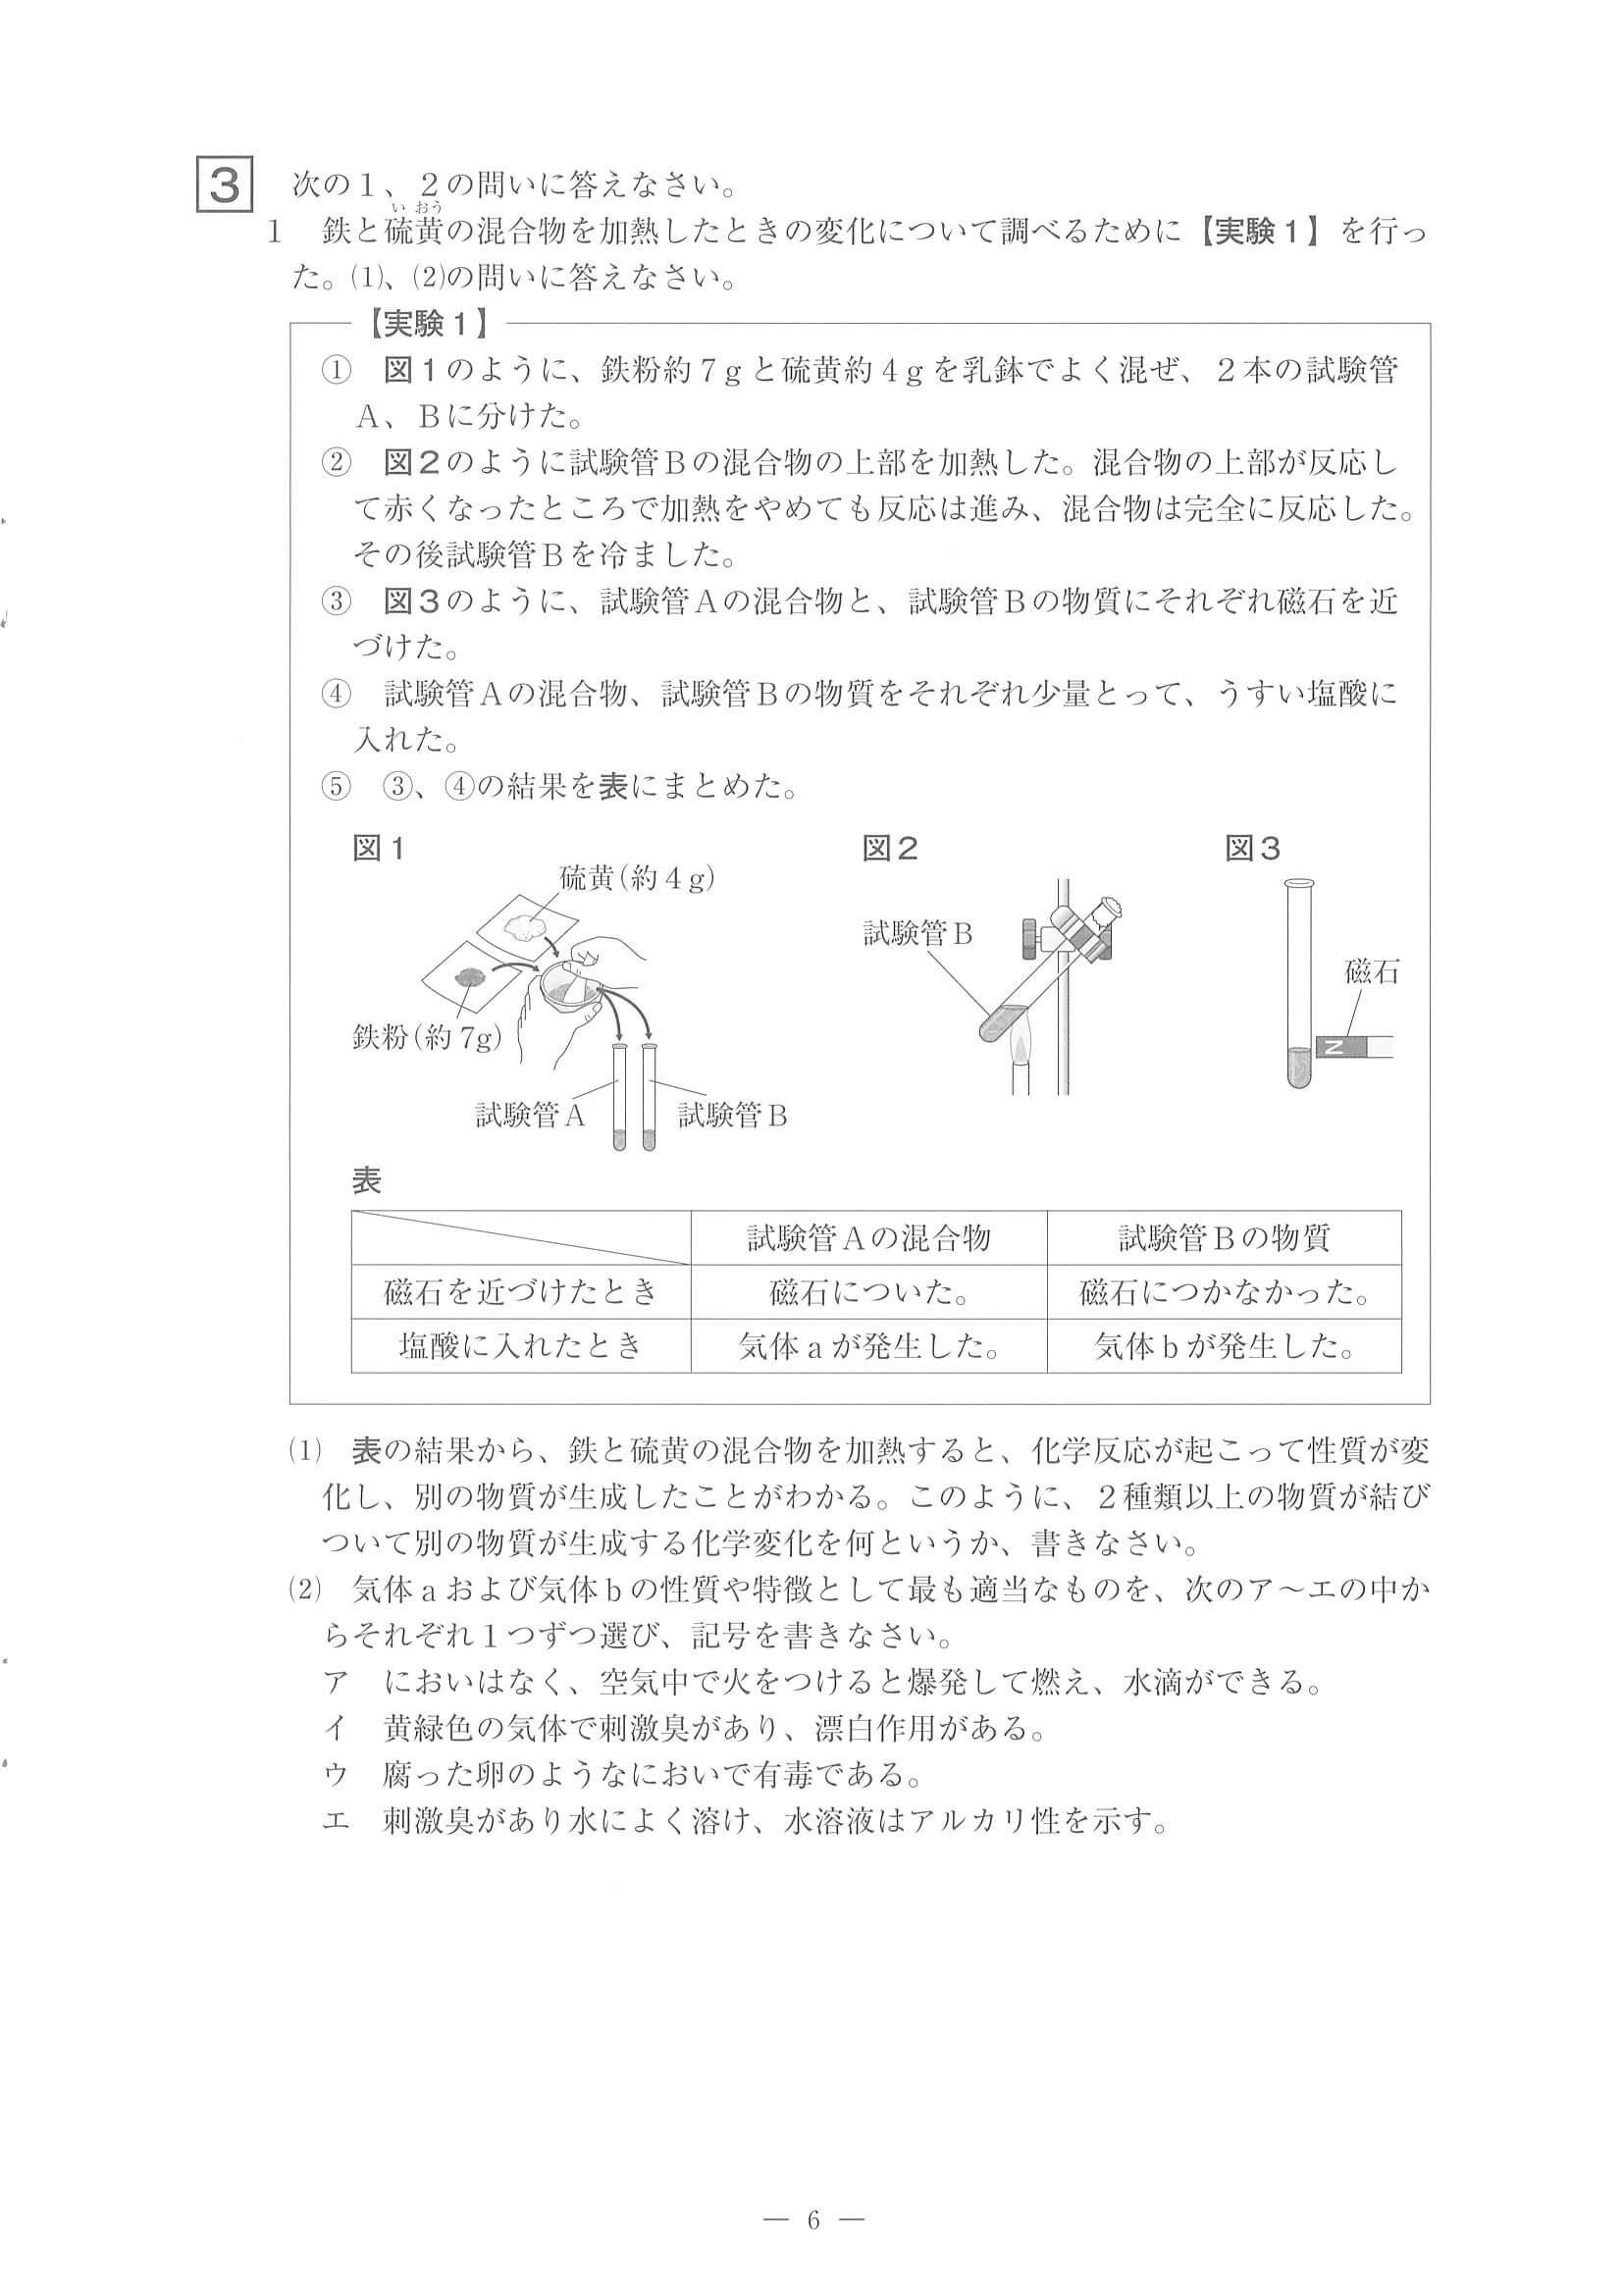 3 次の1、2の問いに答えなさい。
いおう
1 鉄と硫黄の混合物を加熱したときの変化について調べるために【実験1】を行っ
た。⑴、⑵の問いに答えなさい。
【実験1】
① 図1のように、鉄粉約7gと硫黄約4gを乳鉢でよく混ぜ、2本の試験管
A、Bに分けた。
② 図2のように試験管Bの混合物の上部を加熱した。混合物の上部が反応し
て赤くなったところで加熱をやめても反応は進み、混合物は完全に反応した。
その後試験管Bを冷ました。
③ 図3のように、試験管Aの混合物と、試験管Bの物質にそれぞれ磁石を近
づけた。
④ 試験管Aの混合物、試験管Bの物質をそれぞれ少量とって、うすい塩酸に
入れた。
⑤ ③、④の結果を表にまとめた。
図1
硫黄(約4g)
鉄粉(約7g)
試験管A
試験管B
図2
試験管B
図3
磁石
N
表
試験管Aの混合物 試験管Bの物質
磁石を近づけたとき 磁石についた。 磁石につかなかった。
塩酸に入れたとき 気体aが発生した。 気体bが発生した。
⑴ 表の結果から、鉄と硫黄の混合物を加熱すると、化学反応が起こって性質が変
化し、別の物質が生成したことがわかる。このように、2種類以上の物質が結び
ついて別の物質が生成する化学変化を何というか、書きなさい。
⑵ 気体aおよび気体bの性質や特徴として最も適当なものを、次のア～エの中か
らそれぞれ1つずつ選び、記号を書きなさい。
ア においはなく、空気中で火をつけると爆発して燃え、水滴ができる。
イ 黄緑色の気体で刺激臭があり、漂白作用がある。
ウ 腐った卵のようなにおいで有毒である。
エ 刺激臭があり水によく溶け、水溶液はアルカリ性を示す。
— 6 —